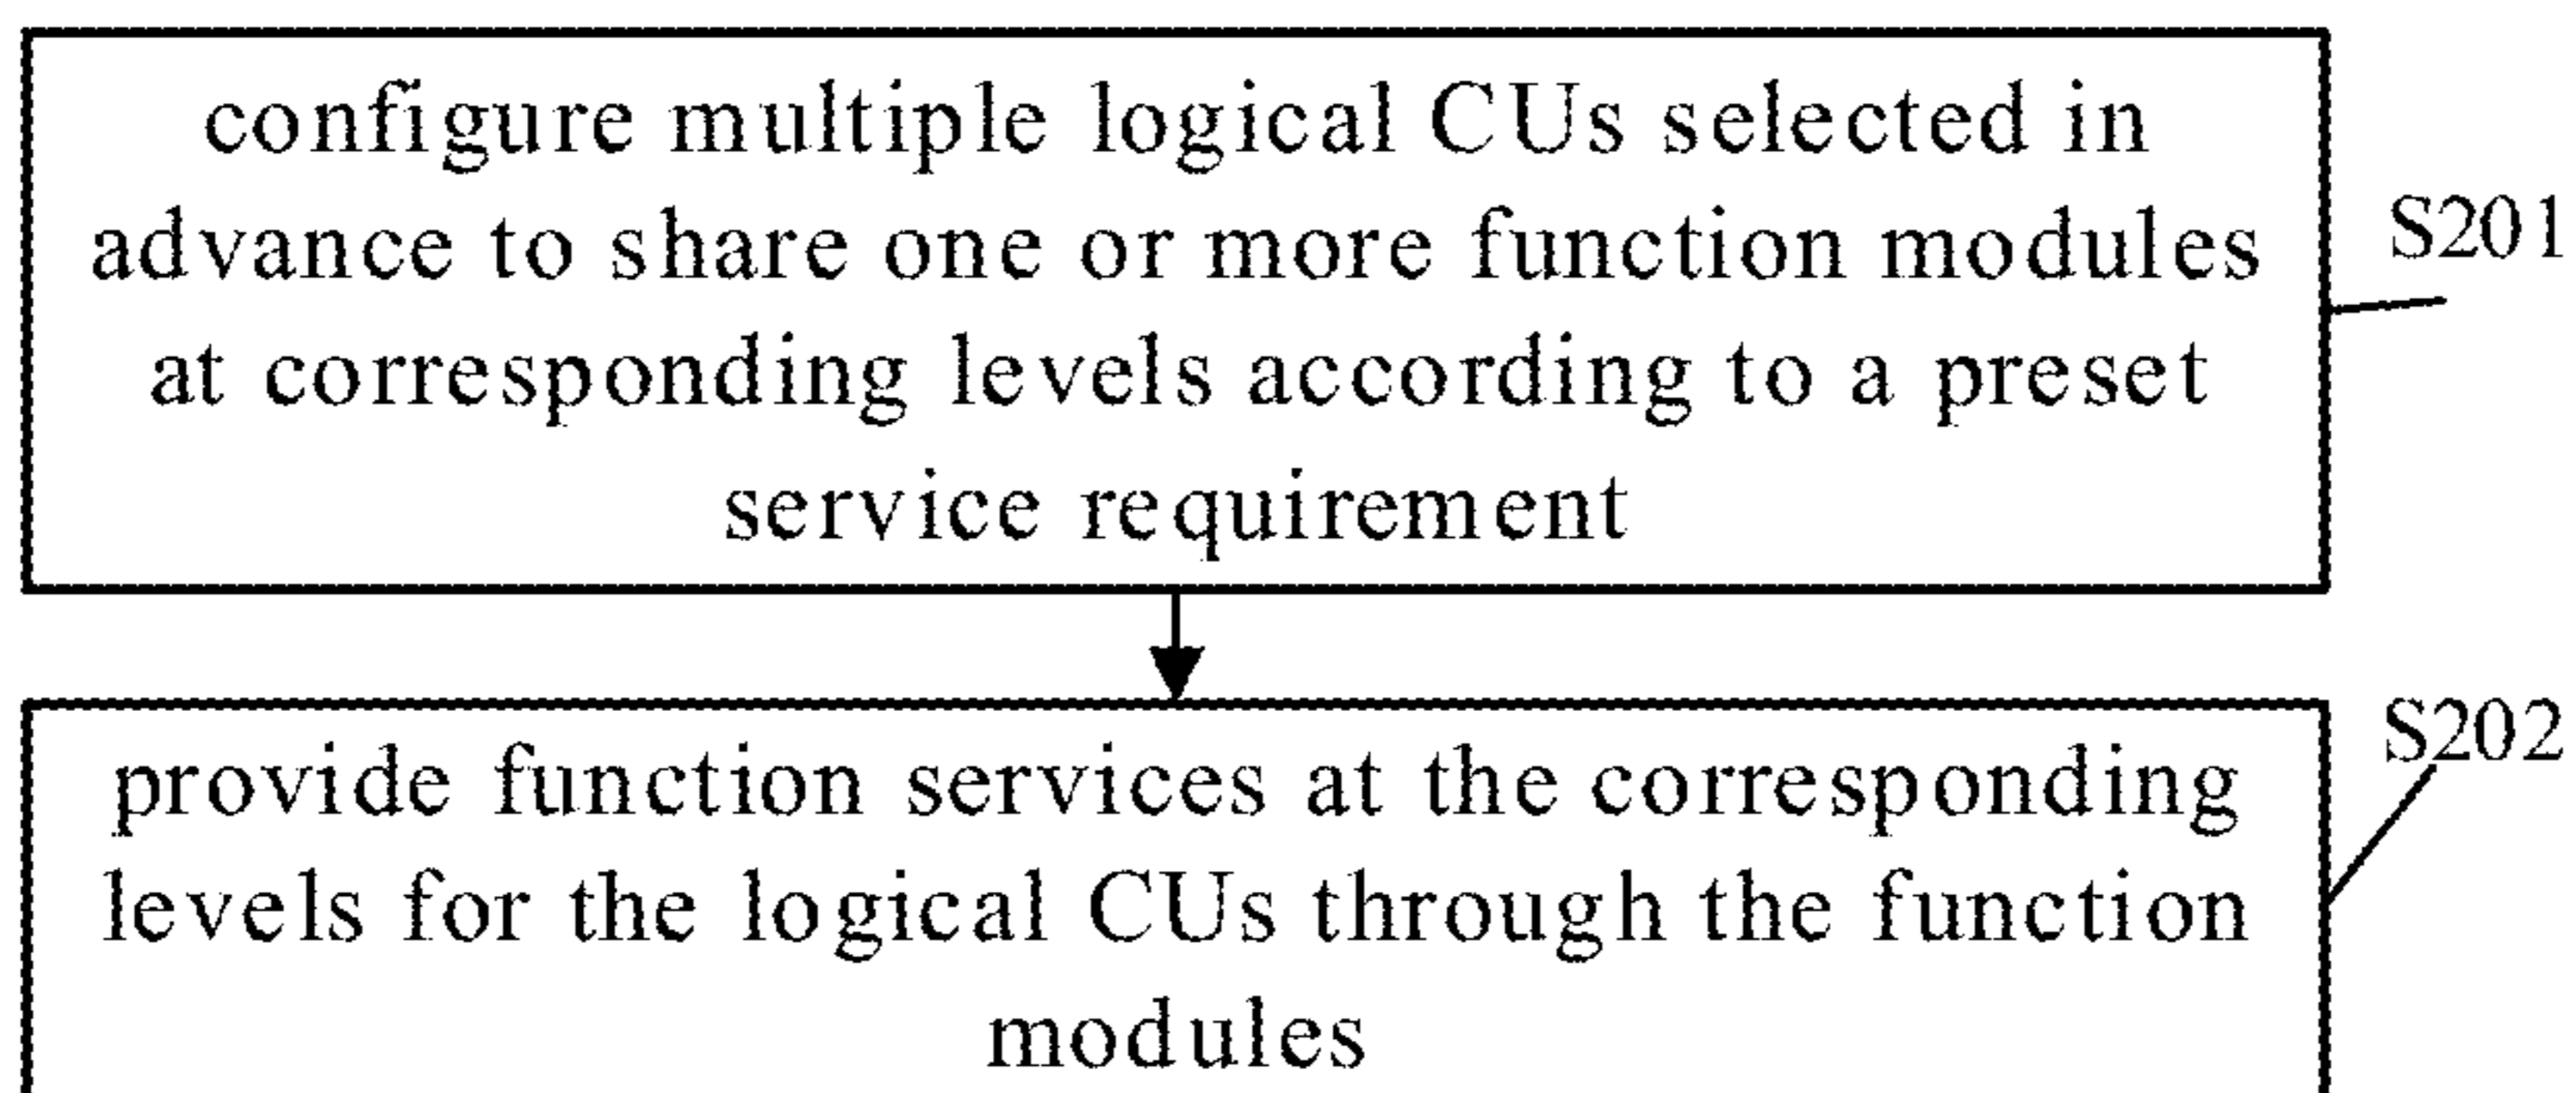 configure multiple logical CUs selected in
advance to share one or more function modules
at corresponding levels according to a preset
service requirement
S201
provide function services at the corresponding
levels for the logical CUs through the function
modules
S202